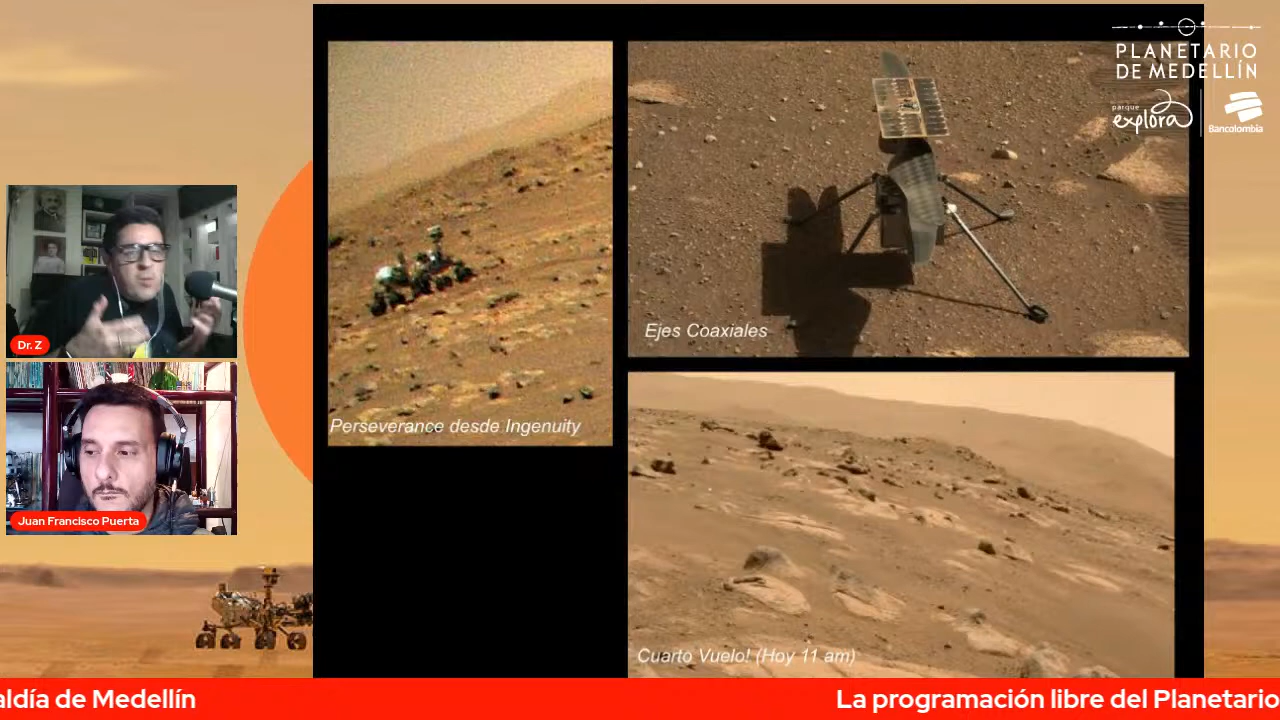 PLANETARIO
DE MEDELLÍN
parque
explora
Bancolombia
Dr. Z
Juan Francisco Puerta
Perseverance desde Ingenuity
Ejes Coaxiales
Cuarto Vuelo! (Hoy 11 am)
aldía de Medellín
La programación libre del Planetario